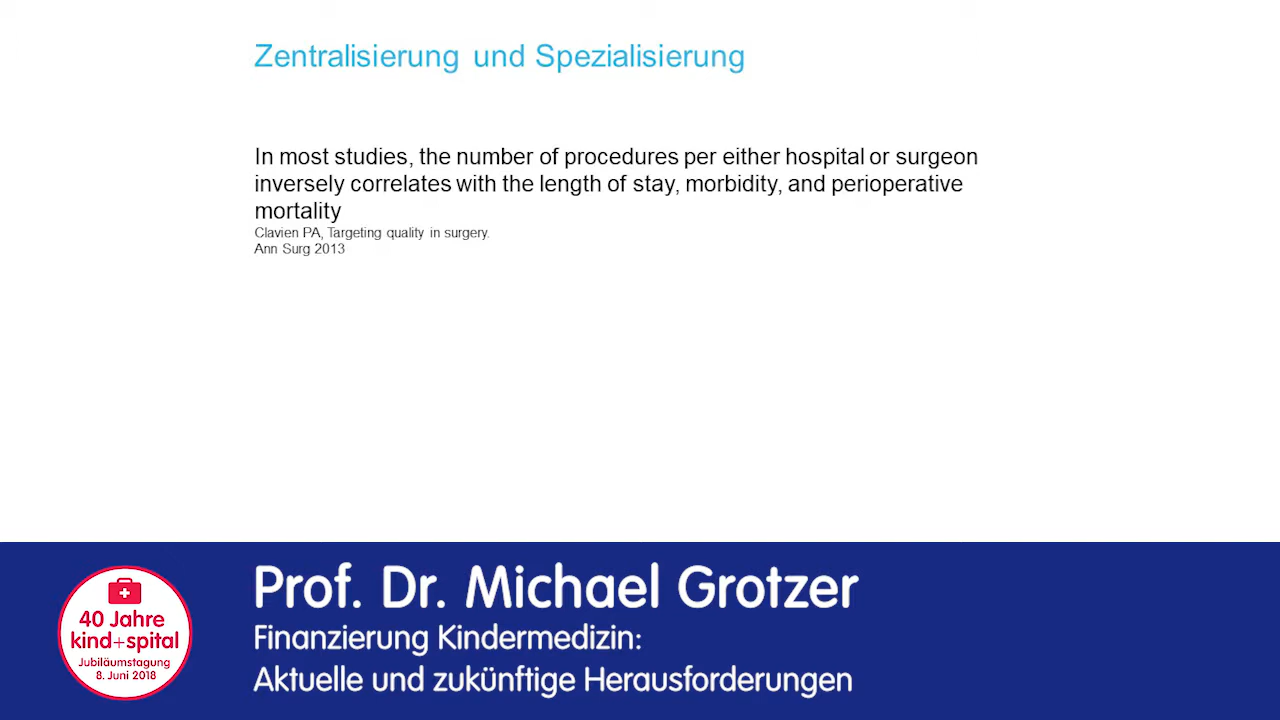 Zentralisierung und Spezialisierung
In most studies, the number of procedures per either hospital or surgeon
inversely correlates with the length of stay, morbidity, and perioperative
mortality
Clavien PA, Targeting quality in surgery.
Ann Surg 2013
40 Jahre
kind+spital
Jubiläumstagung
8. Juni 2018
Prof. Dr. Michael Grotzer
Finanzierung Kindermedizin:
Aktuelle und zukünftige Herausforderungen